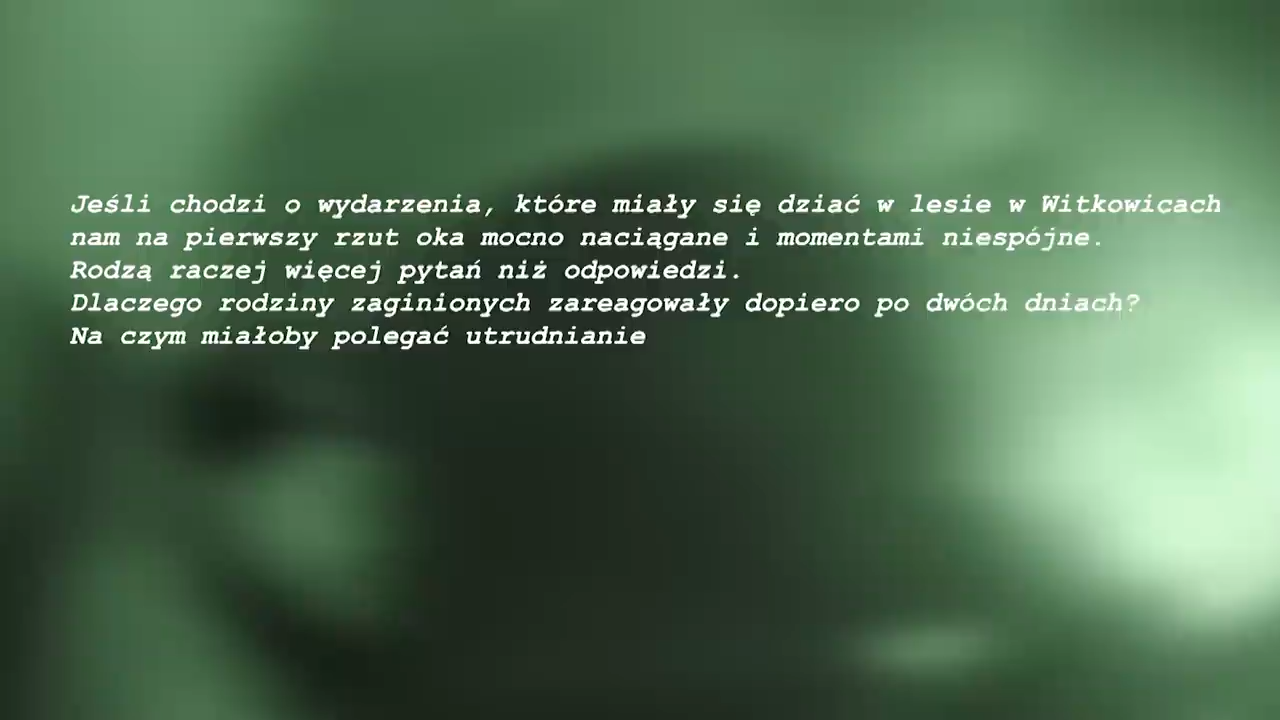 Jeśli chodzi o wydarzenia, które miały się dziać w lesie w Witkowicach
nam na pierwszy rzut oka mocno naciągane i momentami niespójne.
Rodzą raczej więcej pytań niż odpowiedzi.
Dlaczego rodziny zaginionych zareagowały dopiero po dwóch dniach?
Na czym miałoby polegać utrudnianie